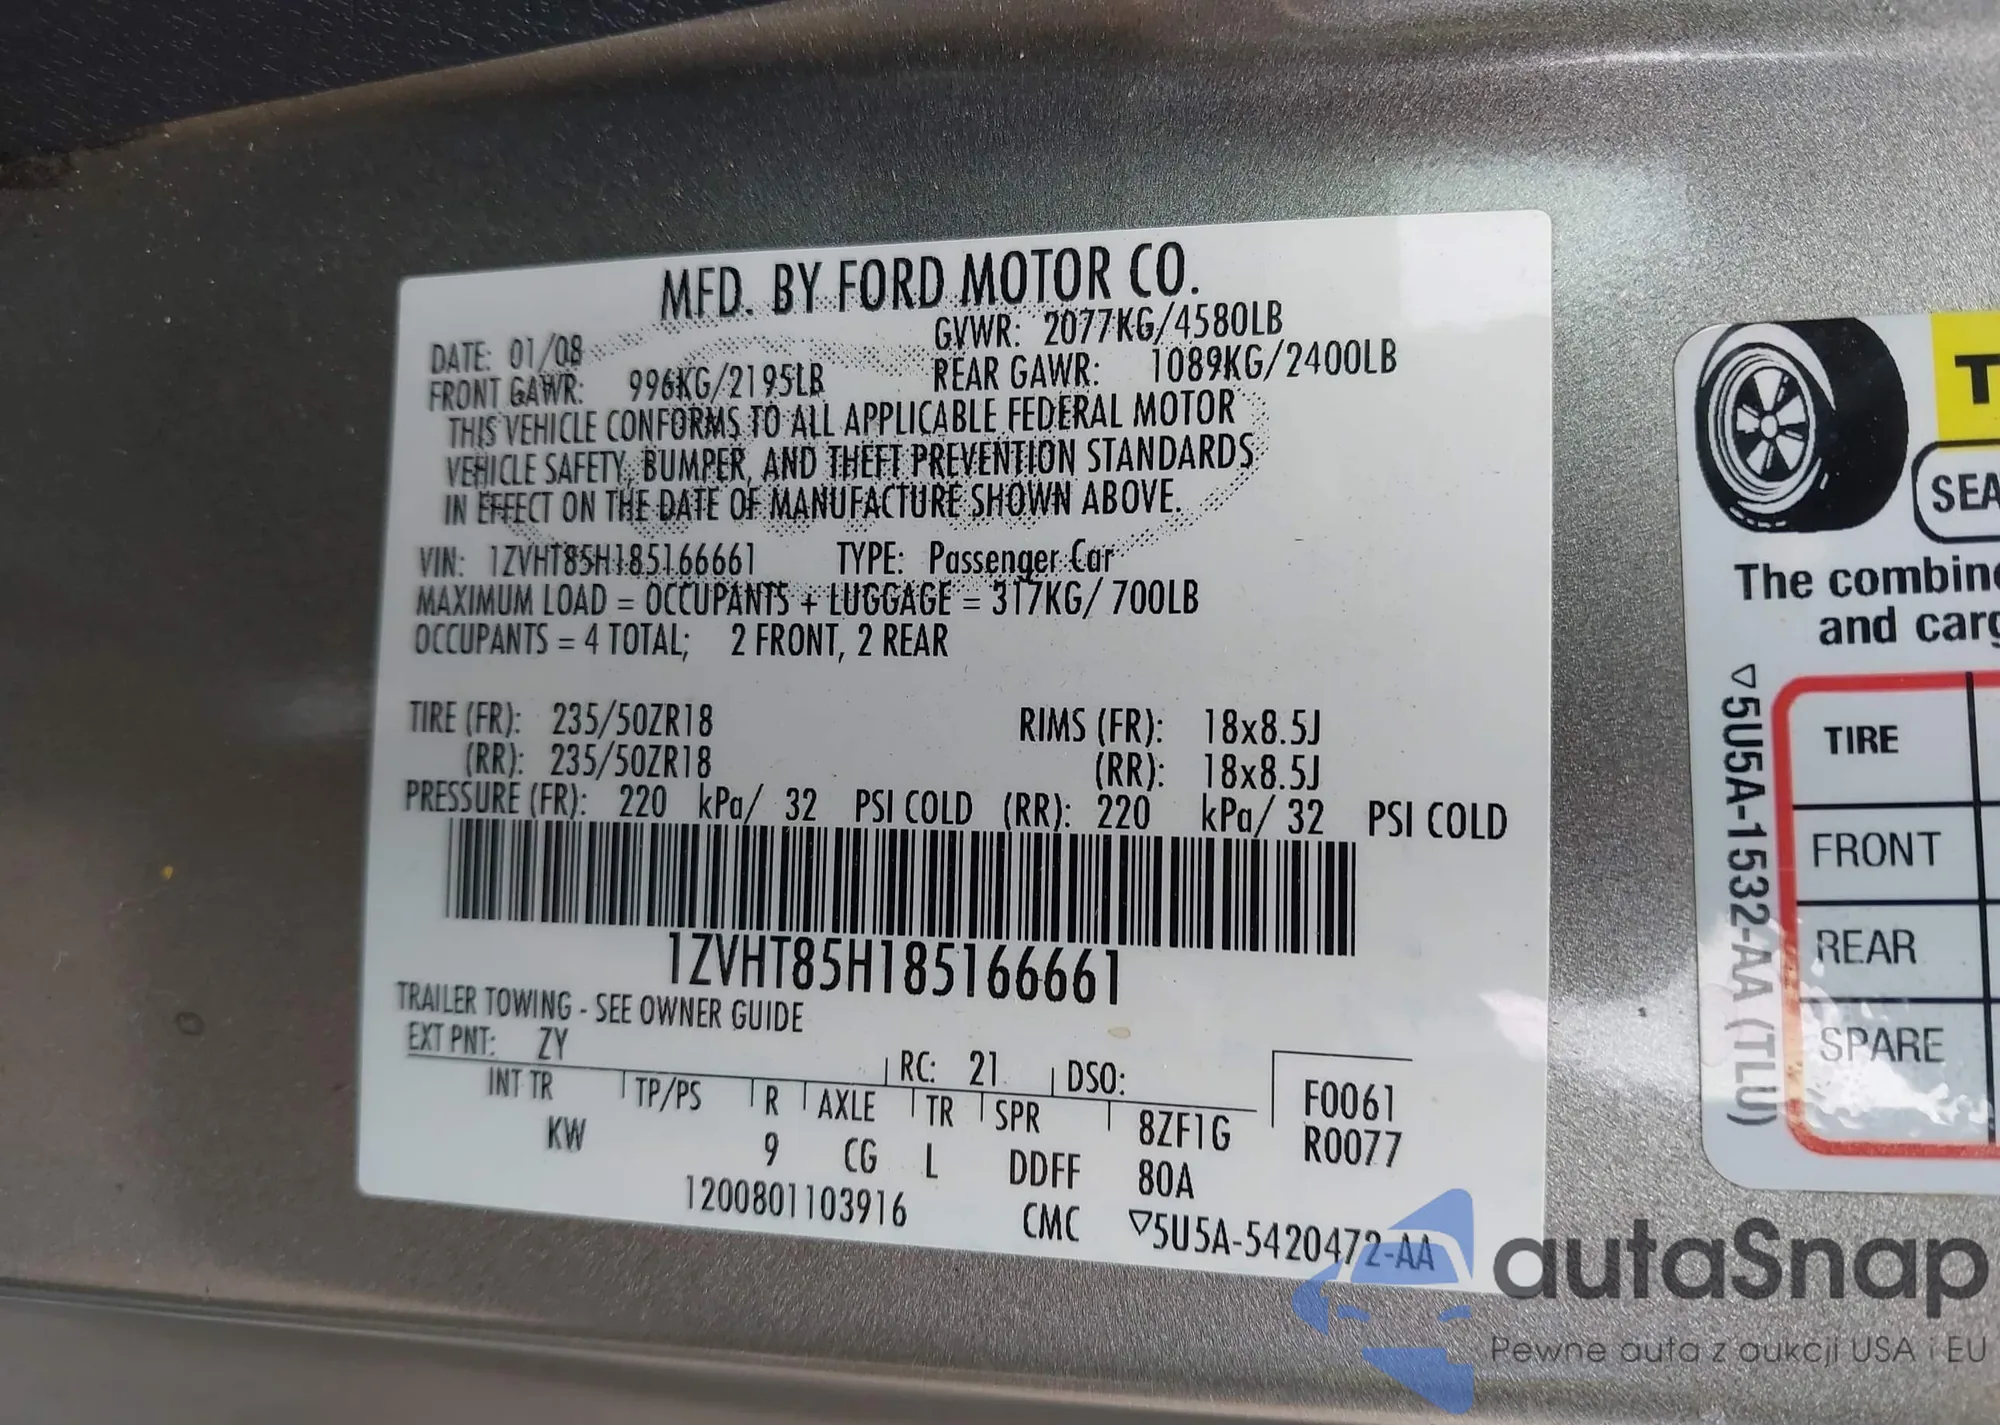 MFD. BY FORD MOTOR CO.
DATE: 01/08 GVWR: 2077KG/4580LB
FRONT GAWR: 996KG/2195LB REAR GAWR: 1089KG/2400LB
THIS VEHICLE CONFORMS TO ALL APPLICABLE FEDERAL MOTOR
VEHICLE SAFETY, BUMPER, AND THEFT PREVENTION STANDARDS
IN EFFECT ON THE DATE OF MANUFACTURE SHOWN ABOVE.
VIN: 1ZVHT85H185166661 TYPE: Passenger Car
MAXIMUM LOAD = OCCUPANTS + LUGGAGE = 317KG/ 700LB
OCCUPANTS = 4 TOTAL; 2 FRONT, 2 REAR
TIRE (FR): 235/50ZR18 RIMS (FR): 18x8.5J
(RR): 235/50ZR18 (RR): 18x8.5J
PRESSURE (FR): 220 kPa/ 32 PSI COLD (RR): 220 kPa/ 32 PSI COLD
1ZVHT85H185166661
TRAILER TOWING - SEE OWNER GUIDE
EXT PNT: ZY RC: 21 DSO:
INT TR TP/PS R AXLE TR SPR 8ZF1G F0061
KW 9 CG L DDFF 80A R0077
1200801103916 CMC ▽5U5A-5420472-AA
T
SEA
The combin
and carg
TIRE
FRONT
REAR
SPARE
▽5U5A-1532-AA (TLU)
autaSnap
Pewne auta z aukcji USA i EU